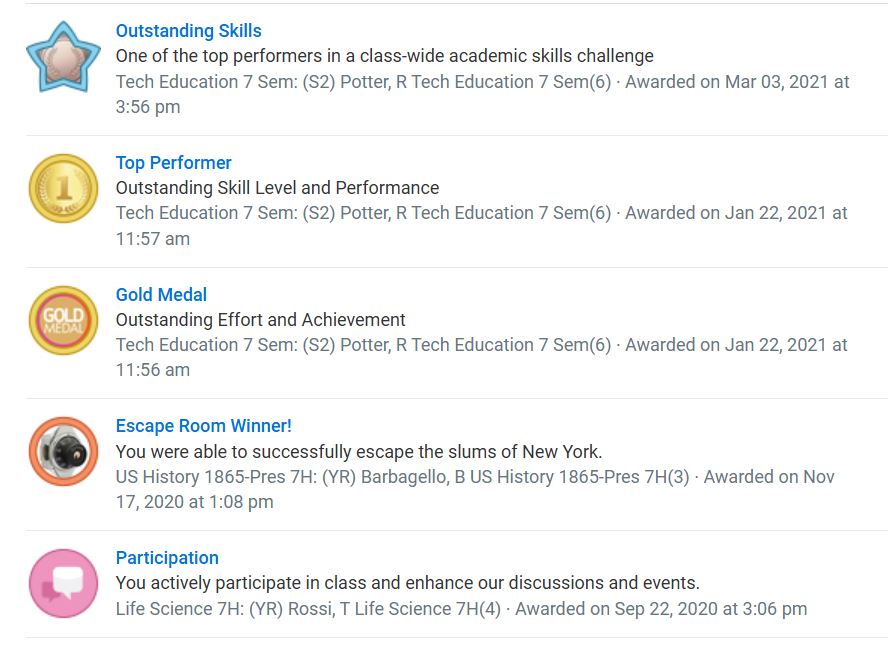 Outstanding Skills
One of the top performers in a class-wide academic skills challenge
Tech Education 7 Sem: (S2) Potter, R Tech Education 7 Sem(6) · Awarded on Mar 03, 2021 at
3:56 pm
1
Top Performer
Outstanding Skill Level and Performance
Tech Education 7 Sem: (S2) Potter, R Tech Education 7 Sem(6) · Awarded on Jan 22, 2021 at
11:57 am
GOLD
MEDAL
Gold Medal
Outstanding Effort and Achievement
Tech Education 7 Sem: (S2) Potter, R Tech Education 7 Sem(6) · Awarded on Jan 22, 2021 at
11:56 am
Escape Room Winner!
You were able to successfully escape the slums of New York.
US History 1865-Pres 7H: (YR) Barbagello, B US History 1865-Pres 7H(3) · Awarded on Nov
17, 2020 at 1:08 pm
Participation
You actively participate in class and enhance our discussions and events.
Life Science 7H: (YR) Rossi, T Life Science 7H(4) · Awarded on Sep 22, 2020 at 3:06 pm